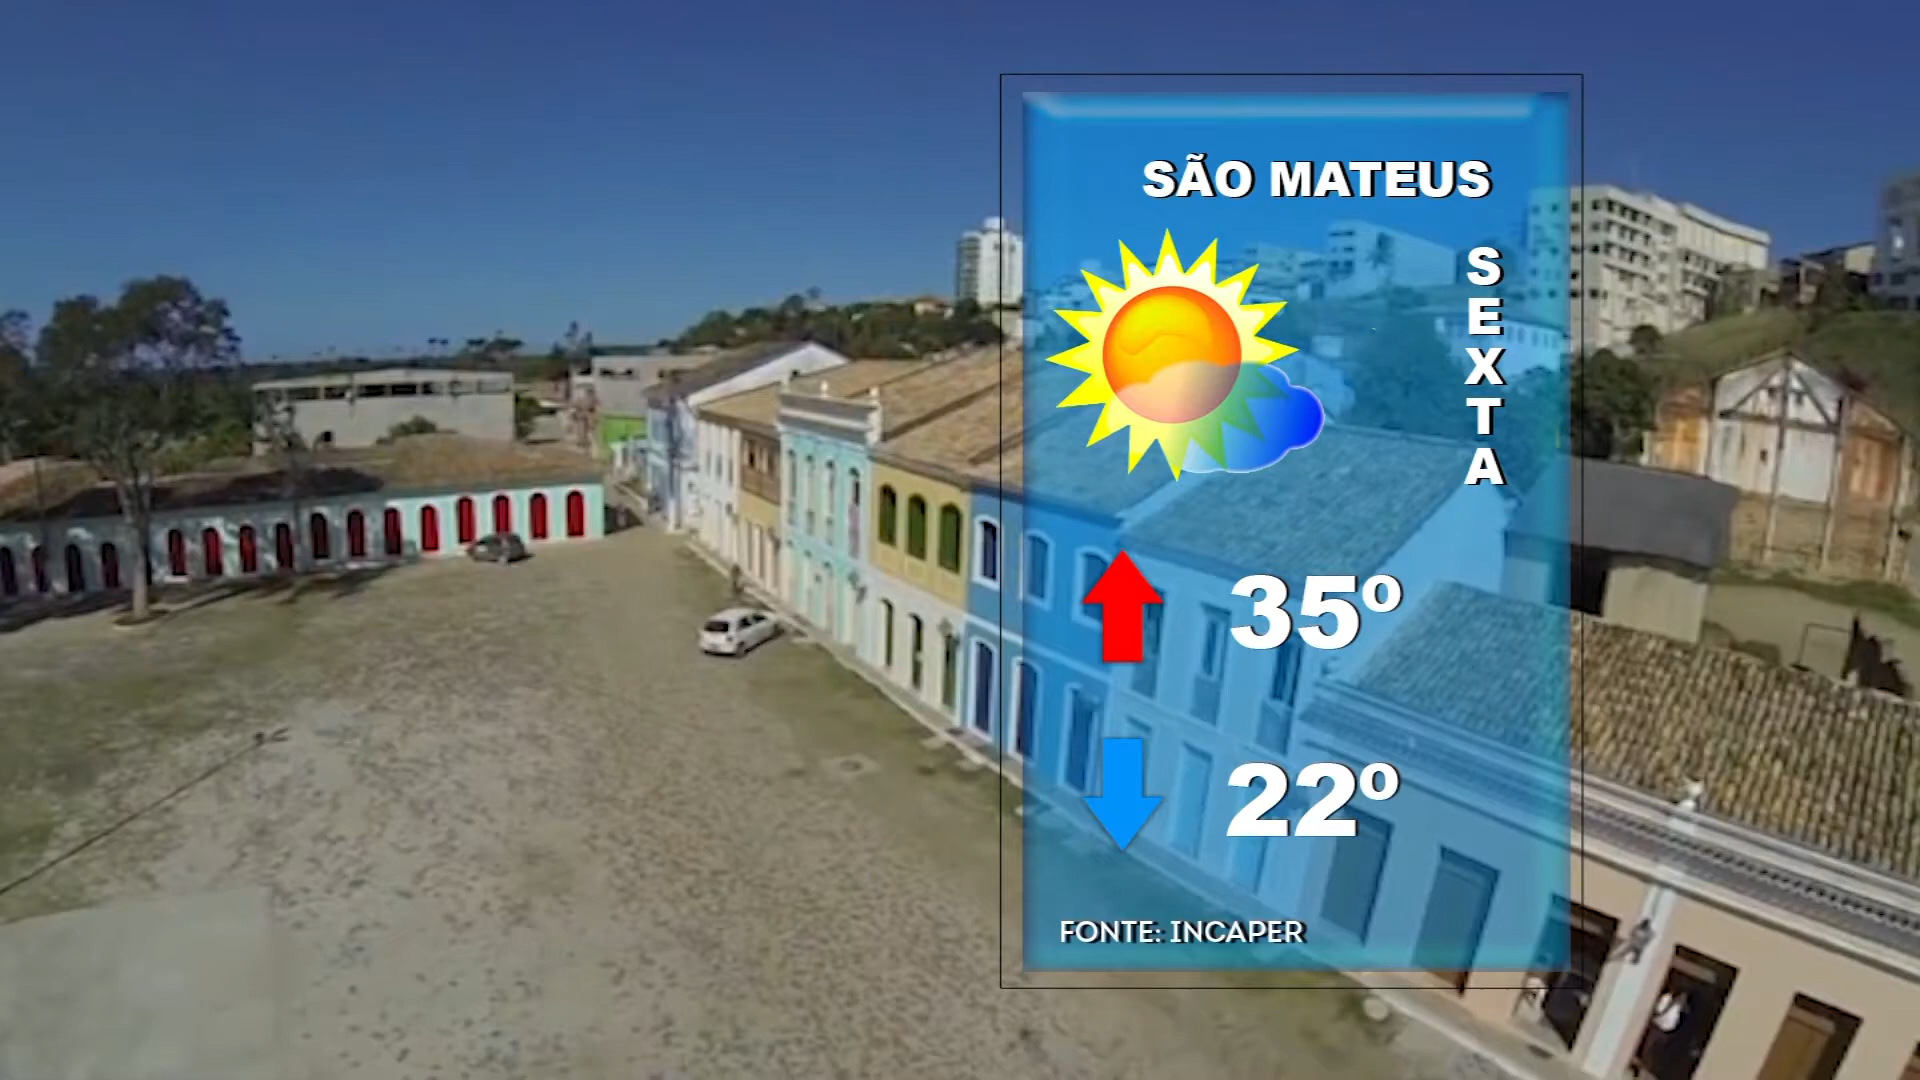 SÃO MATEUS
SEXTA
35º
22º
FONTE: INCAPER